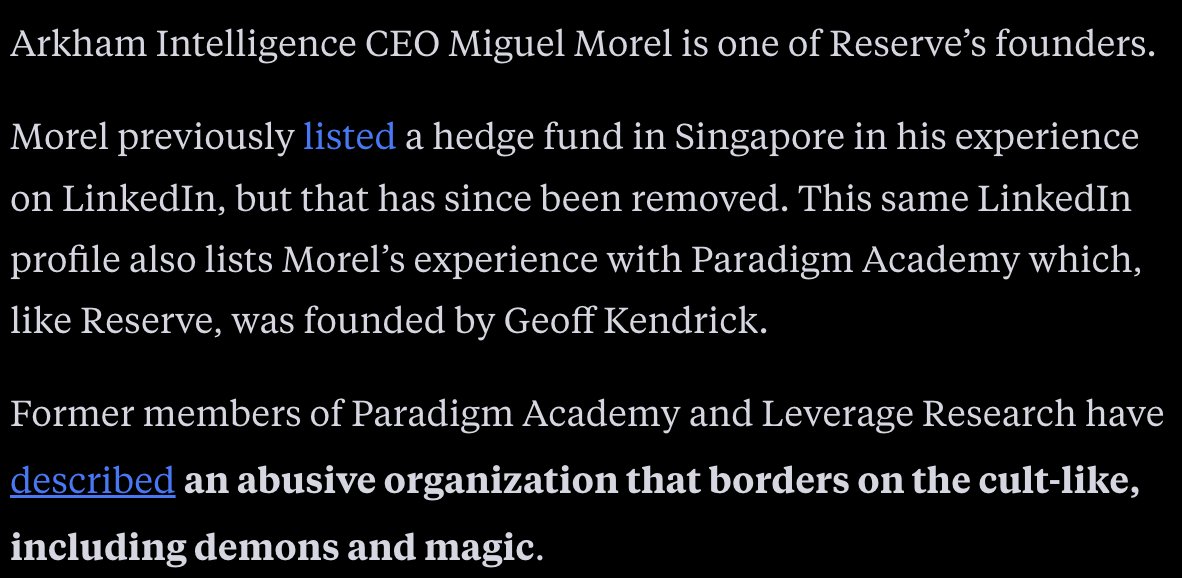 Arkham Intelligence CEO Miguel Morel is one of Reserve’s founders.
Morel previously listed a hedge fund in Singapore in his experience
on LinkedIn, but that has since been removed. This same LinkedIn
profile also lists Morel’s experience with Paradigm Academy which,
like Reserve, was founded by Geoff Kendrick.
Former members of Paradigm Academy and Leverage Research have
described an abusive organization that borders on the cult-like,
including demons and magic.